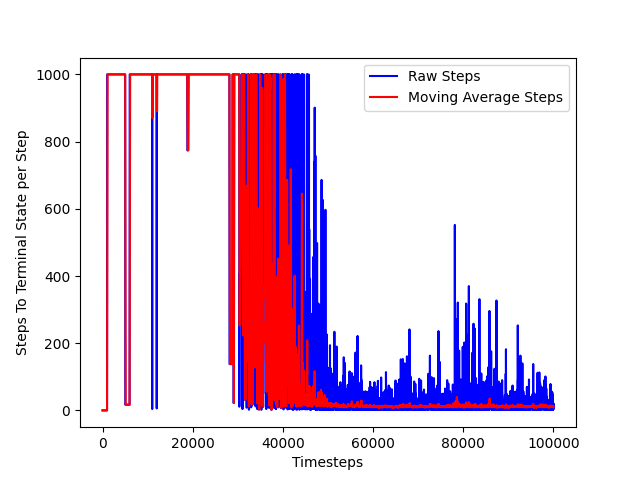 Raw Steps
Moving Average Steps
Steps To Terminal State per Step
1000
800
600
400
200
0
0 20000 40000 60000 80000 100000
Timesteps